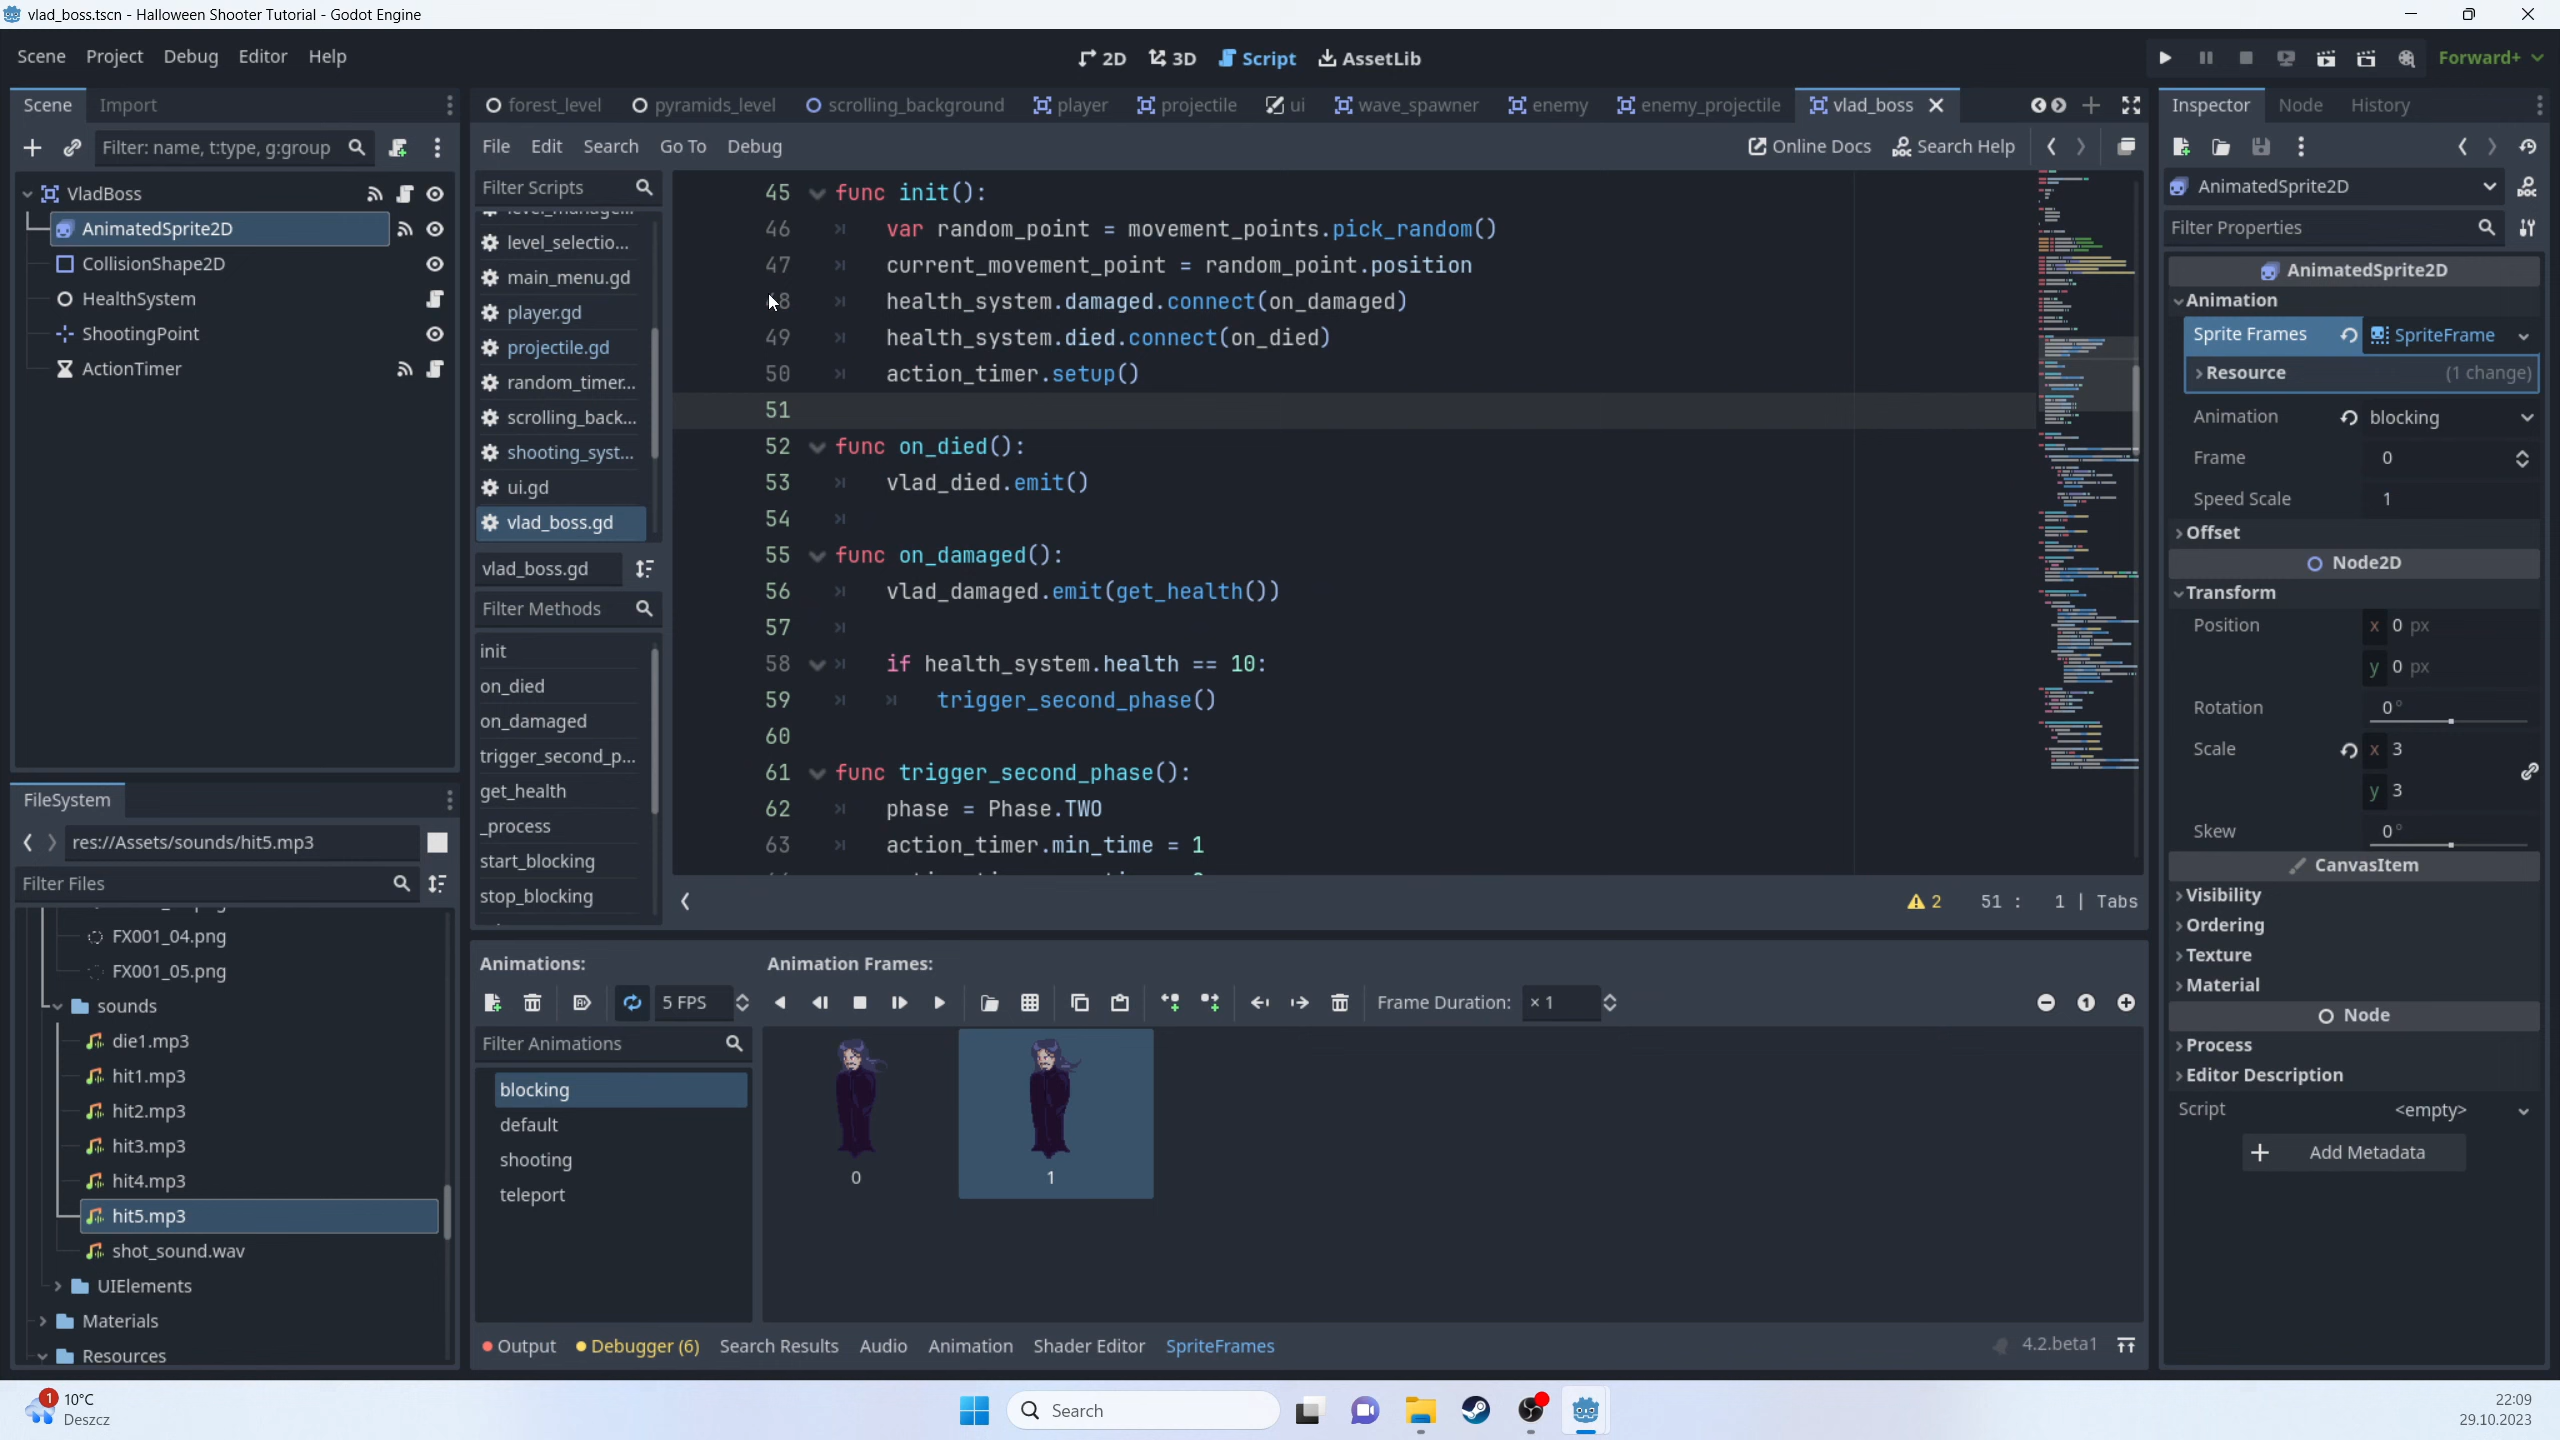 vlad_boss.tscn - Halloween Shooter Tutorial - Godot Engine
Scene Project Debug Editor Help
2D 3D Script AssetLib
Forward+
Scene Import
Filter: name, t:type, g:group
VladBoss
AnimatedSprite2D
CollisionShape2D
HealthSystem
ShootingPoint
ActionTimer
FileSystem
res://Assets/sounds/hit5.mp3
Filter Files
FX001_04.png
FX001_05.png
sounds
die1.mp3
hit1.mp3
hit2.mp3
hit3.mp3
hit4.mp3
hit5.mp3
shot_sound.wav
UIElements
Materials
Resources
forest_level pyramids_level scrolling_background player projectile ui wave_spawner enemy enemy_projectile vlad_boss
File Edit Search Go To Debug
Online Docs Search Help
Filter Scripts
level_selectio...
main_menu.gd
player.gd
projectile.gd
random_timer...
scrolling_back...
shooting_syst...
ui.gd
vlad_boss.gd
vlad_boss.gd
Filter Methods
init
on_died
on_damaged
trigger_second_p...
get_health
_process
start_blocking
stop_blocking
45 func init():
46 var random_point = movement_points.pick_random()
47 current_movement_point = random_point.position
48 health_system.damaged.connect(on_damaged)
49 health_system.died.connect(on_died)
50 action_timer.setup()
51
52 func on_died():
53 vlad_died.emit()
54
55 func on_damaged():
56 vlad_damaged.emit(get_health())
57
58 if health_system.health == 10:
59 trigger_second_phase()
60
61 func trigger_second_phase():
62 phase = Phase.TWO
63 action_timer.min_time = 1
2 51 : 1 | Tabs
Animations: Animation Frames:
5 FPS
Frame Duration: × 1
Filter Animations
blocking
default
shooting
teleport
0 1
Output Debugger (6) Search Results Audio Animation Shader Editor SpriteFrames
4.2.beta1
Inspector Node History
AnimatedSprite2D
Filter Properties
AnimatedSprite2D
Animation
Sprite Frames SpriteFrame
Resource (1 change)
Animation blocking
Frame 0
Speed Scale 1
Offset
Node2D
Transform
Position x 0 px
y 0 px
Rotation 0 °
Scale x 3
y 3
Skew 0 °
CanvasItem
Visibility
Ordering
Texture
Material
Node
Process
Editor Description
Script <empty>
Add Metadata
1 10°C
Deszcz
Search
22:09
29.10.2023